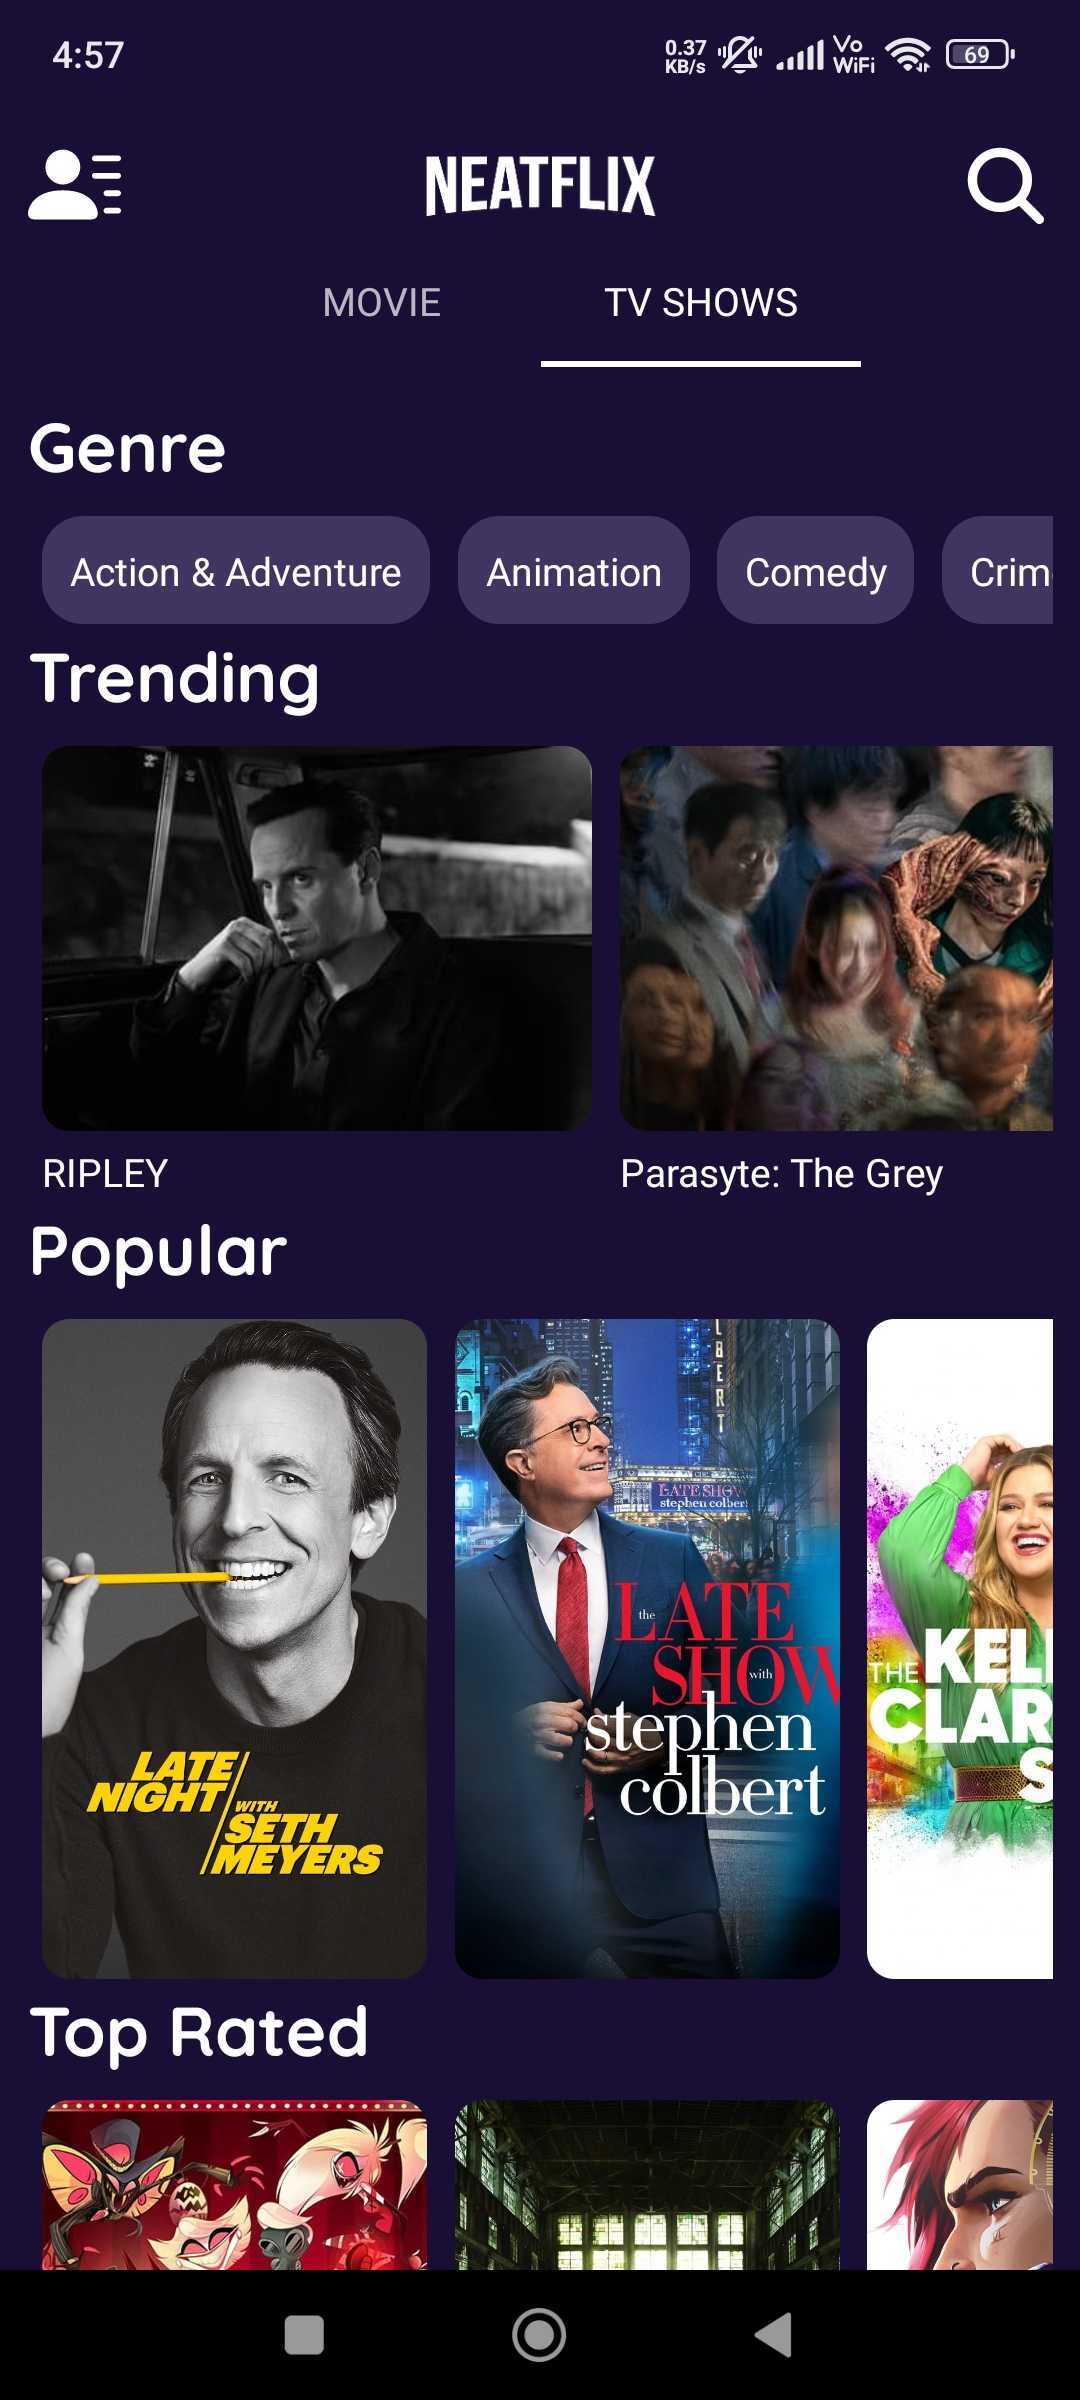 4:57
0.37
KB/s
Vo
WiFi
69
NEATFLIX
MOVIE
TV SHOWS
Genre
Action & Adventure
Animation
Comedy
Crim
Trending
RIPLEY
Parasyte: The Grey
Popular
LATE
NIGHT
WITH
SETH
MEYERS
LBERT
LATE SHOW
stephen colbert
the LATE
SHOW with
stephen
colbert
THE KEL
CLAR
S
Top Rated